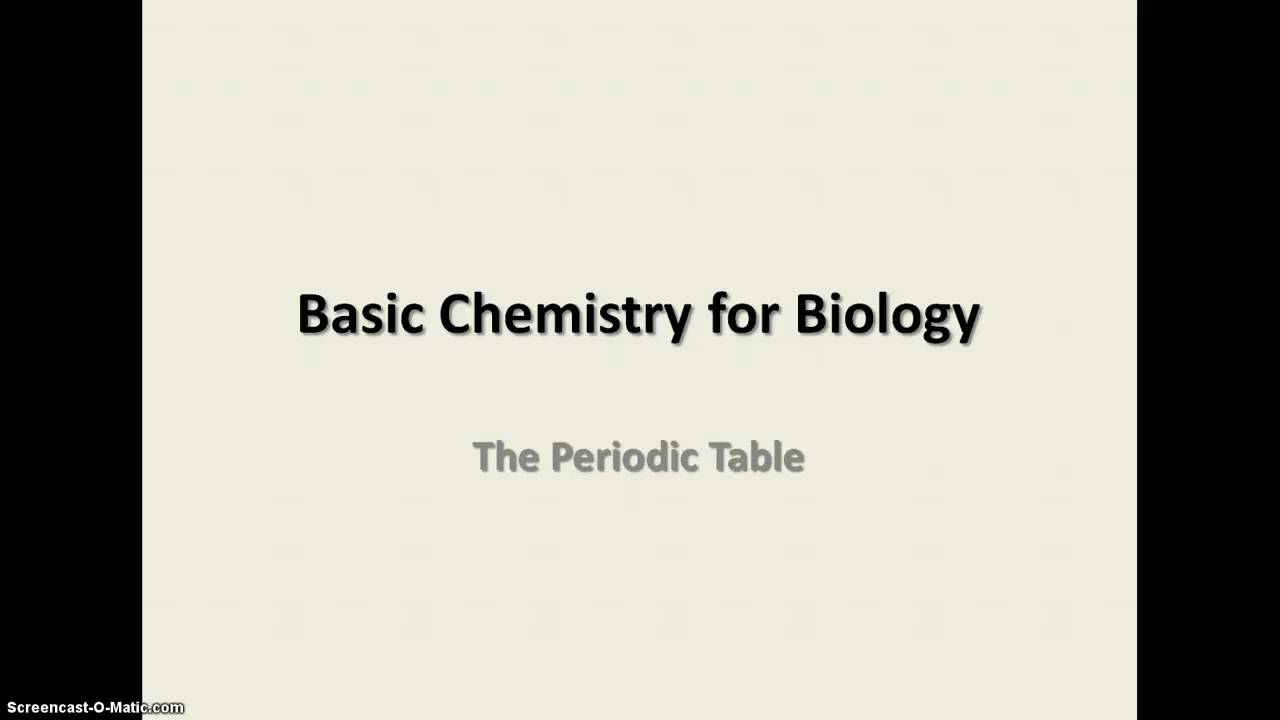 Basic Chemistry for Biology
The Periodic Table
Screencast-O-Matic.com